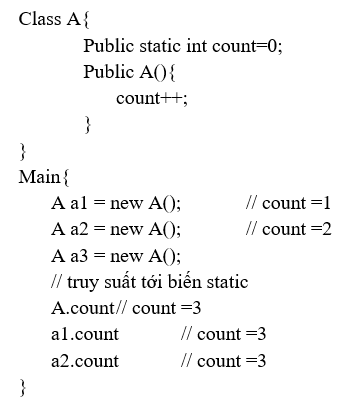 Class A{
Public static int count=0;
Public A(){
count++;
}
}
Main{
A a1 = new A(); // count =1
A a2 = new A(); // count =2
A a3 = new A();
// truy suất tới biến static
A.count// count =3
a1.count // count =3
a2.count // count =3
}